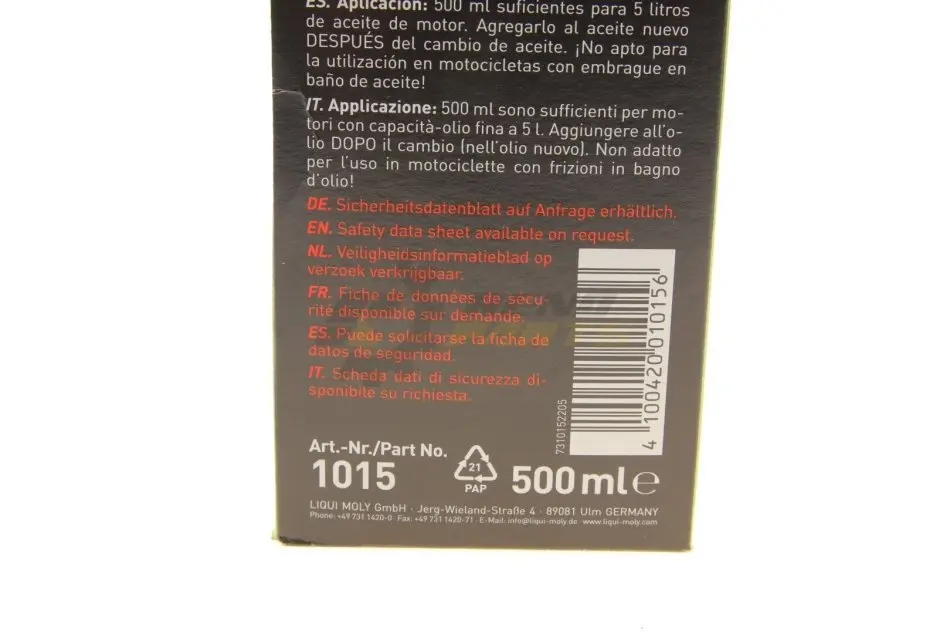 ES. Aplicación: 500 ml suficientes para 5 litros
de aceite de motor. Agregarlo al aceite nuevo
DESPUÉS del cambio de aceite. ¡No apto para
la utilización en motocicletas con embrague en
baño de aceite!
IT. Applicazione: 500 ml sono sufficienti per mo-
tori con capacità-olio fina a 5 l. Aggiungere all'o-
lio DOPO il cambio (nell'olio nuovo). Non adatto
per l'uso in motociclette con frizioni in bagno
d'olio!
DE. Sicherheitsdatenblatt auf Anfrage erhältlich.
EN. Safety data sheet available on request.
NL. Veiligheidsinformatieblad op
verzoek verkrijgbaar.
FR. Fiche de données de sécu-
rité disponible sur demande.
ES. Puede solicitarse la ficha de
datos de seguridad.
IT. Scheda dati di sicurezza di-
sponibile su richiesta.
7310152205
4 100420 010156
Art.-Nr./Part No.
1015
21
PAP
500 ml e
LIQUI MOLY GmbH · Jerg-Wieland-Straße 4 · 89081 Ulm GERMANY
Phone: +49 731 1420-0 Fax: +49 731 1420-71 · E-Mail: info@liqui-moly.de · www.liqui-moly.com